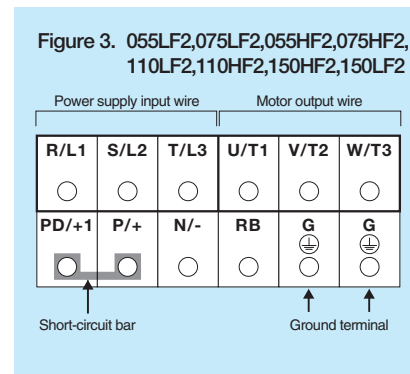 Figure 3. 055LF2,075LF2,055HF2,075HF2,
110LF2,110HF2,150HF2,150LF2
Power supply input wire Motor output wire
R/L1 S/L2 T/L3 U/T1 V/T2 W/T3
PD/+1 P/+ N/- RB G G
Short-circuit bar Ground terminal